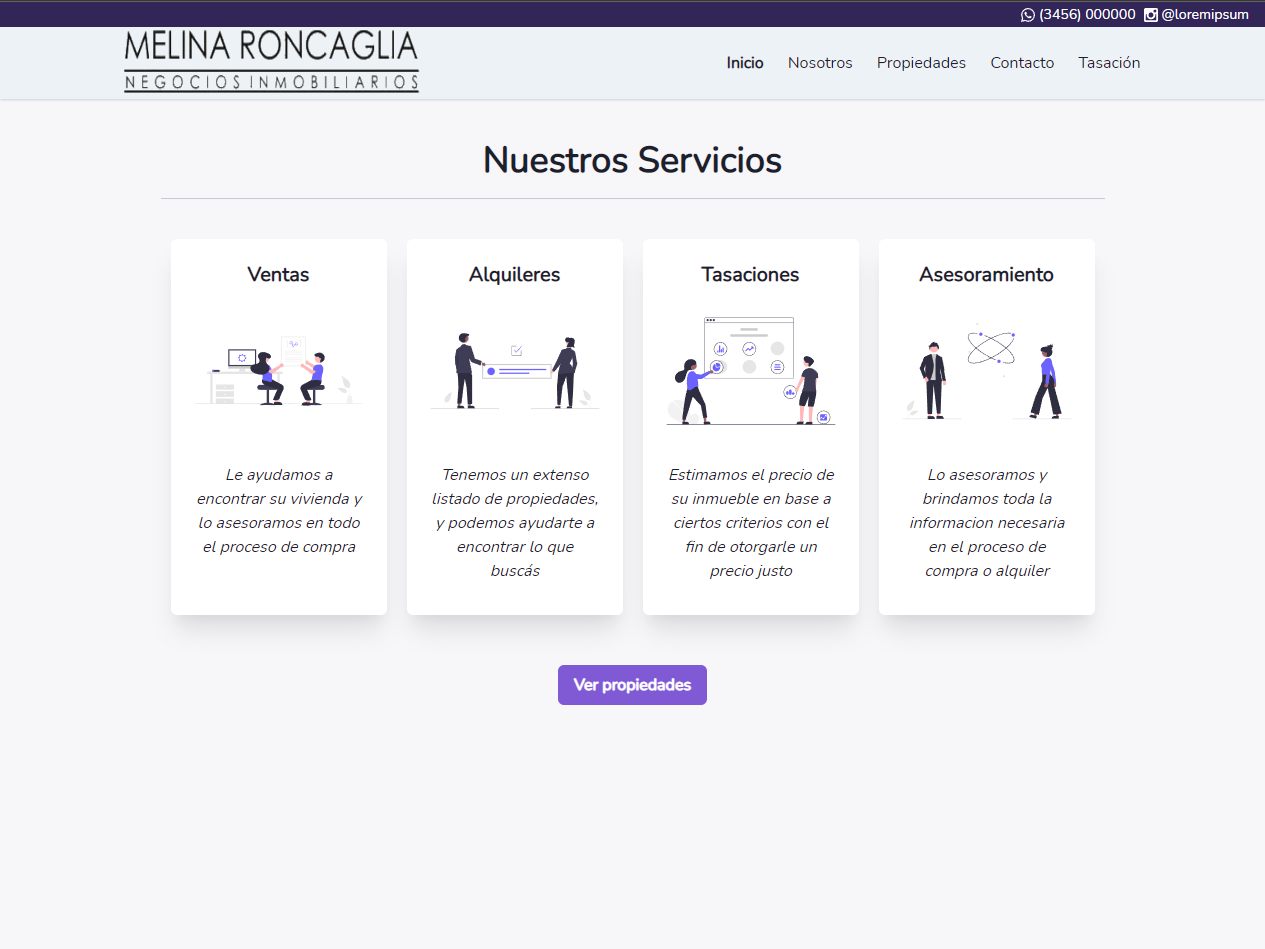 (3456) 000000 @loremipsum
MELINA RONCAGLIA
NEGOCIOS INMOBILIARIOS
Inicio Nosotros Propiedades Contacto Tasación
Nuestros Servicios
Ventas
Le ayudamos a
encontrar su vivienda y
lo asesoramos en todo
el proceso de compra
Alquileres
Tenemos un extenso
listado de propiedades,
y podemos ayudarte a
encontrar lo que
buscás
Tasaciones
Estimamos el precio de
su inmueble en base a
ciertos criterios con el
fin de otorgarle un
precio justo
Asesoramiento
Lo asesoramos y
brindamos toda la
informacion necesaria
en el proceso de
compra o alquiler
Ver propiedades